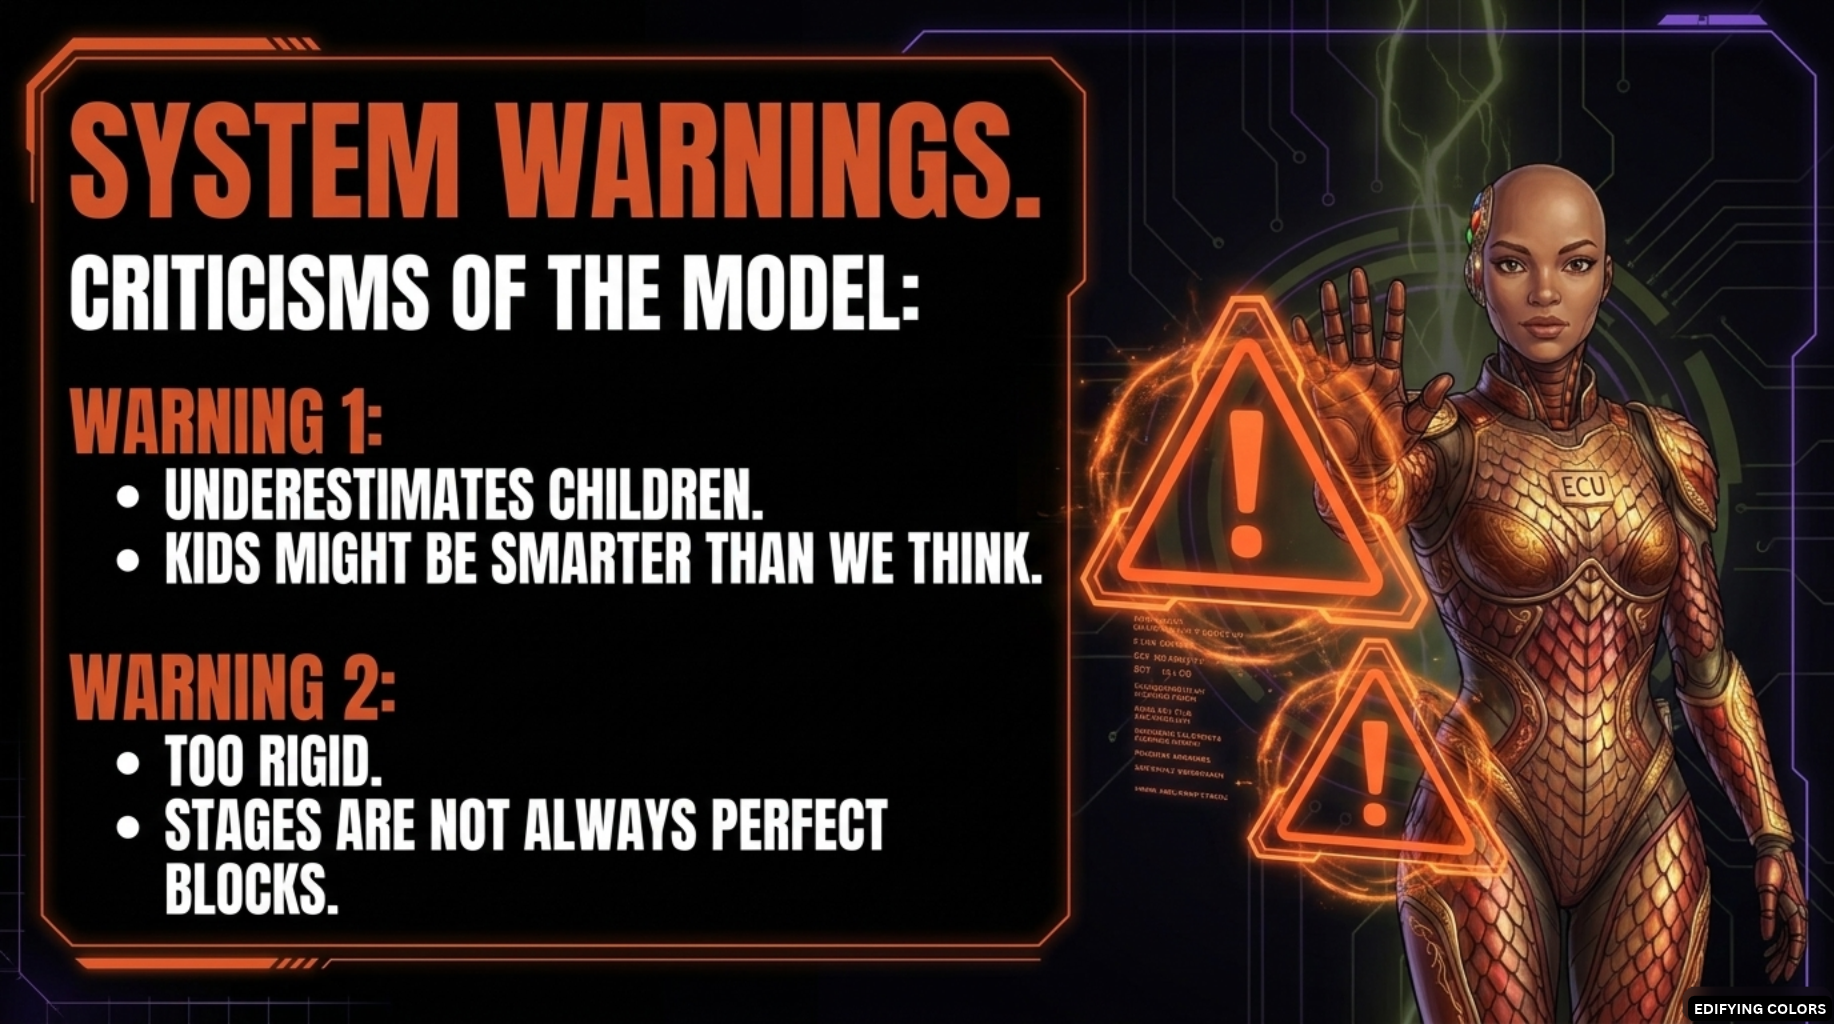 SYSTEM WARNINGS.
CRITICISMS OF THE MODEL:
WARNING 1:
• UNDERESTIMATES CHILDREN.
• KIDS MIGHT BE SMARTER THAN WE THINK.
WARNING 2:
• TOO RIGID.
• STAGES ARE NOT ALWAYS PERFECT
BLOCKS.
ECU
EDIFYING COLORS